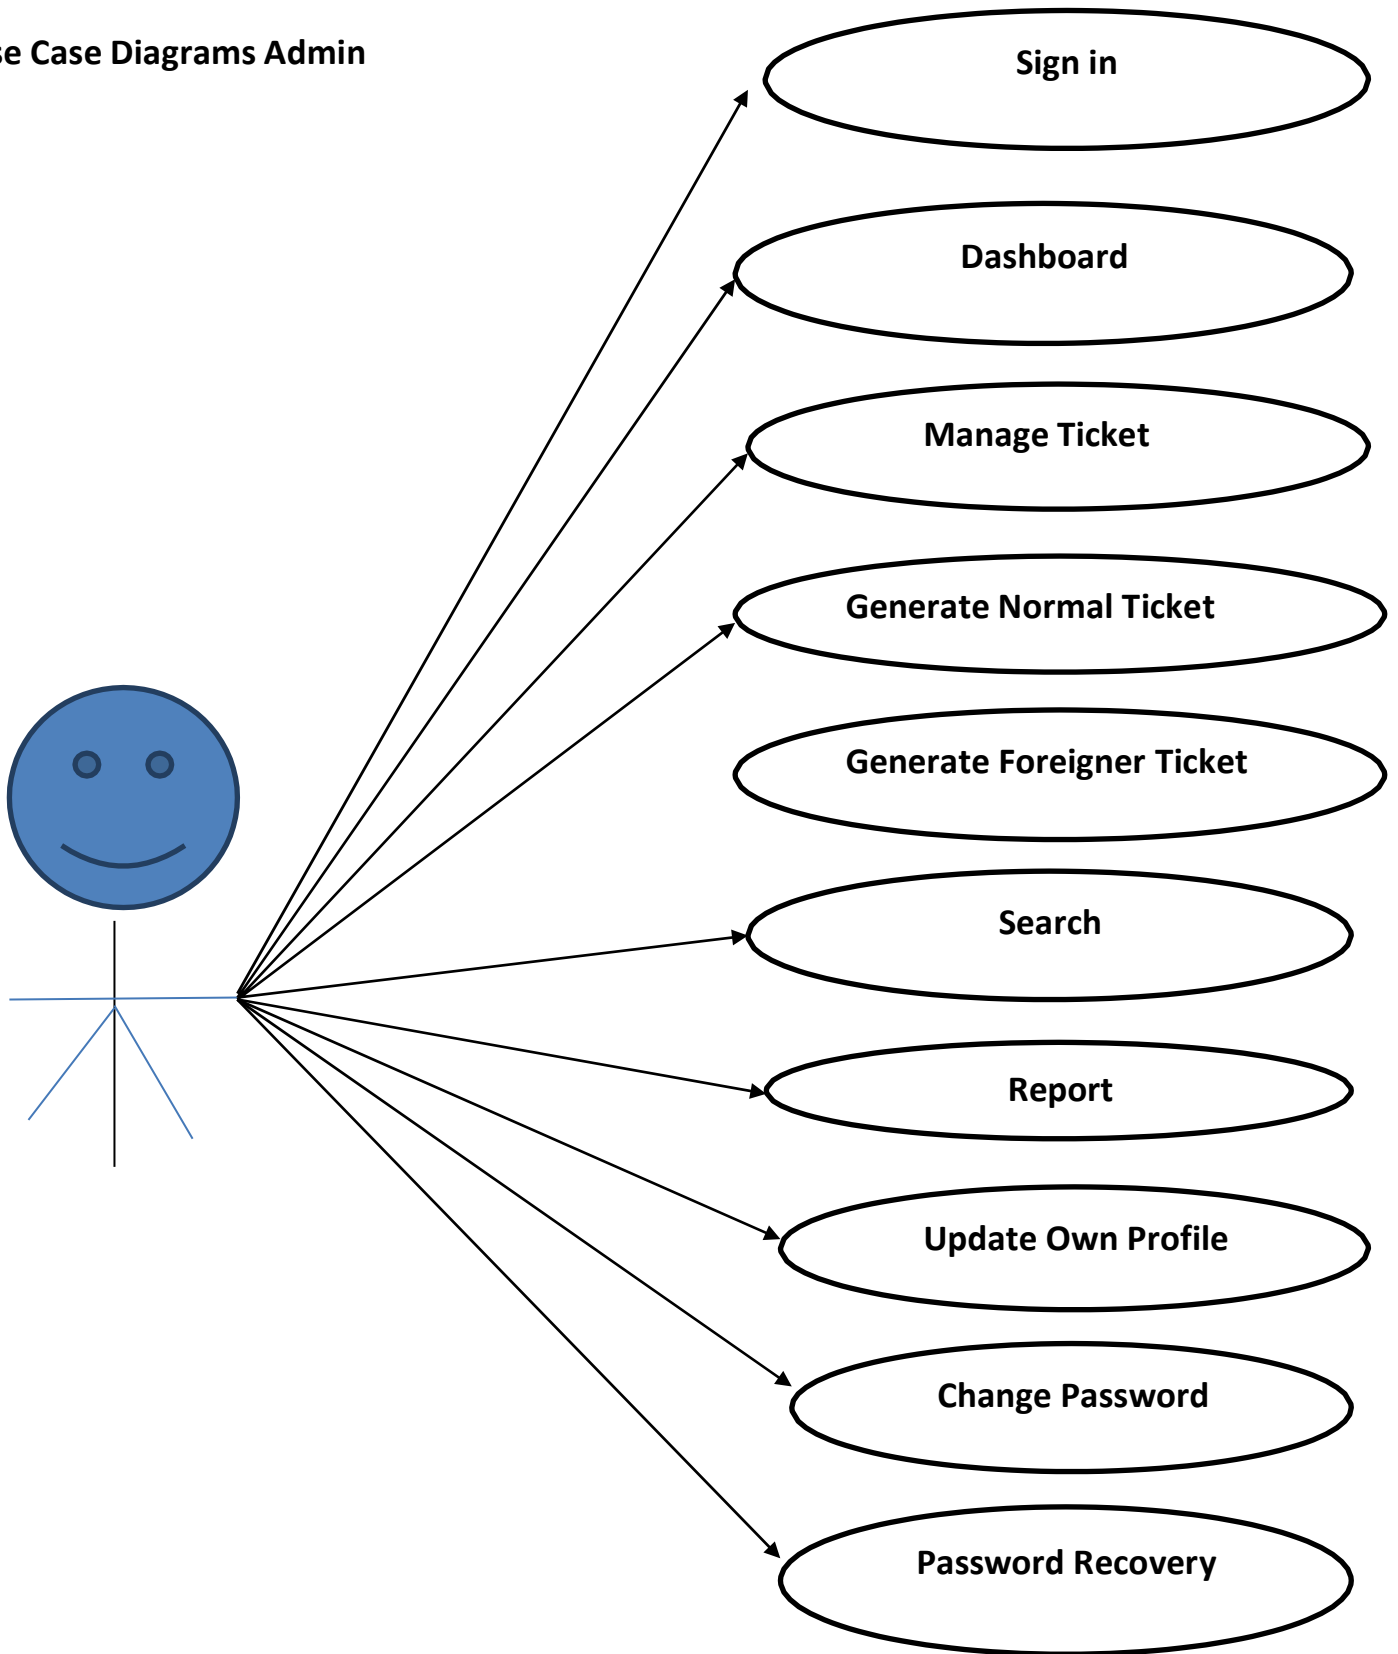 se Case Diagrams Admin
Sign in
Dashboard
Manage Ticket
Generate Normal Ticket
Generate Foreigner Ticket
Search
Report
Update Own Profile
Change Password
Password Recovery